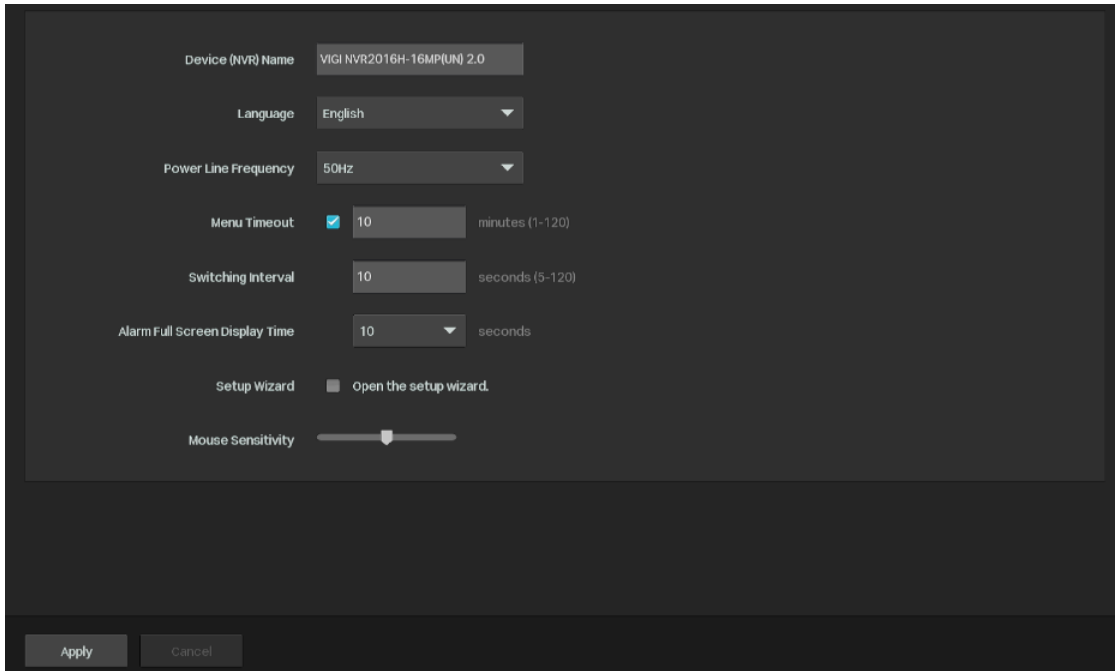 Device (NVR) Name VIGI NVR2016H-16MP(UN) 2.0
Language English
Power Line Frequency 50Hz
Menu Timeout 10 minutes (1-120)
Switching Interval 10 seconds (5-120)
Alarm Full Screen Display Time 10 seconds
Setup Wizard Open the setup wizard.
Mouse Sensitivity
Apply Cancel